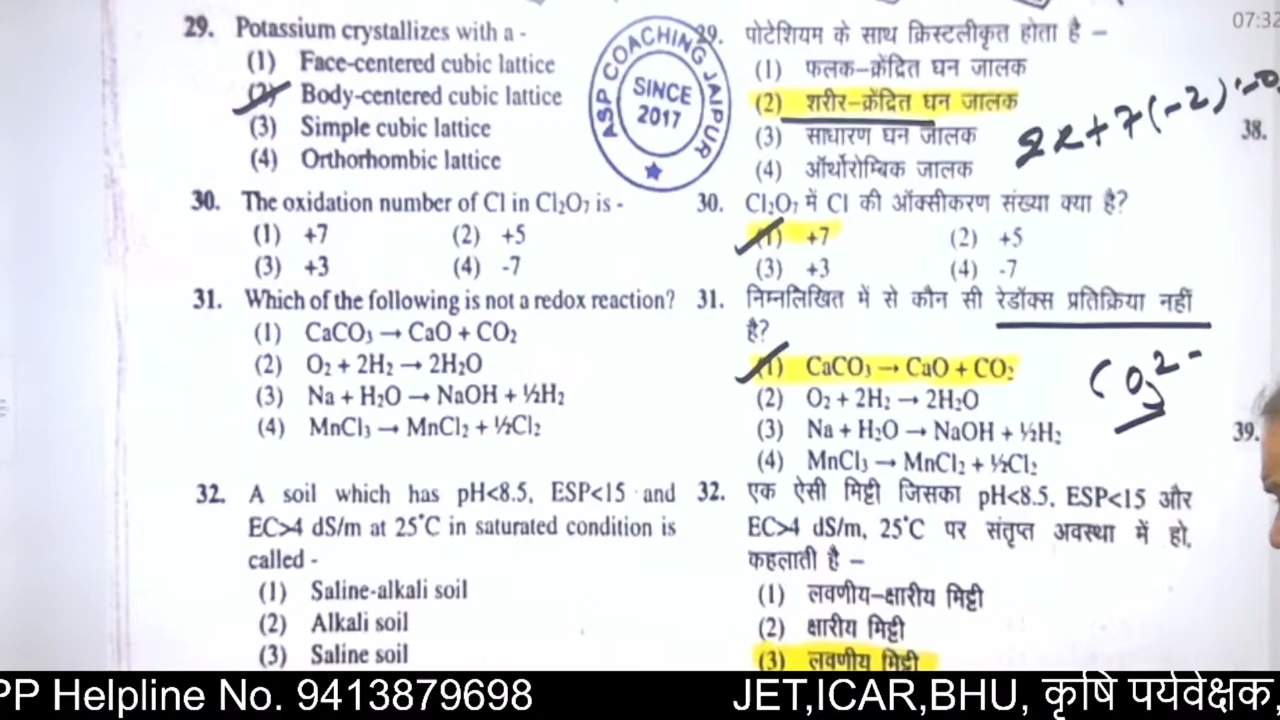 29. Potassium crystallizes with a -
(1) Face-centered cubic lattice
(2) Body-centered cubic lattice
(3) Simple cubic lattice
(4) Orthorhombic lattice
30. The oxidation number of Cl in Cl₂O₇ is -
(1) +7 (2) +5
(3) +3 (4) -7
31. Which of the following is not a redox reaction?
(1) CaCO₃ → CaO + CO₂
(2) O₂ + 2H₂ → 2H₂O
(3) Na + H₂O → NaOH + ½H₂
(4) MnCl₃ → MnCl₂ + ½Cl₂
32. A soil which has pH<8.5, ESP<15 and
EC>4 dS/m at 25°C in saturated condition is
called -
(1) Saline-alkali soil
(2) Alkali soil
(3) Saline soil
ASP COACHING JAIPUR
SINCE
2017
29. पोटेशियम के साथ क्रिस्टलीकृत होता है –
(1) फलक–क्रेंद्रित घन जालक
(2) शरीर–क्रेंद्रित घन जालक
(3) साधारण घन जालक
(4) ऑर्थोरोम्बिक जालक
30. Cl₂O₇ में Cl की ऑक्सीकरण संख्या क्या है?
(1) +7 (2) +5
(3) +3 (4) -7
31. निम्नलिखित में से कौन सी रेडॉक्स प्रतिक्रिया नहीं
है?
(1) CaCO₃ → CaO + CO₂
(2) O₂ + 2H₂ → 2H₂O
(3) Na + H₂O → NaOH + ½H₂
(4) MnCl₃ → MnCl₂ + ½Cl₂
32. एक ऐसी मिट्टी जिसका pH<8.5, ESP<15 और
EC>4 dS/m, 25°C पर संतृप्त अवस्था में हो,
कहलाती है –
(1) लवणीय–क्षारीय मिट्टी
(2) क्षारीय मिट्टी
(3) लवणीय मिट्टी
07:32
38.
39.
PP Helpline No. 9413879698
JET,ICAR,BHU, कृषि पर्यवेक्षक,